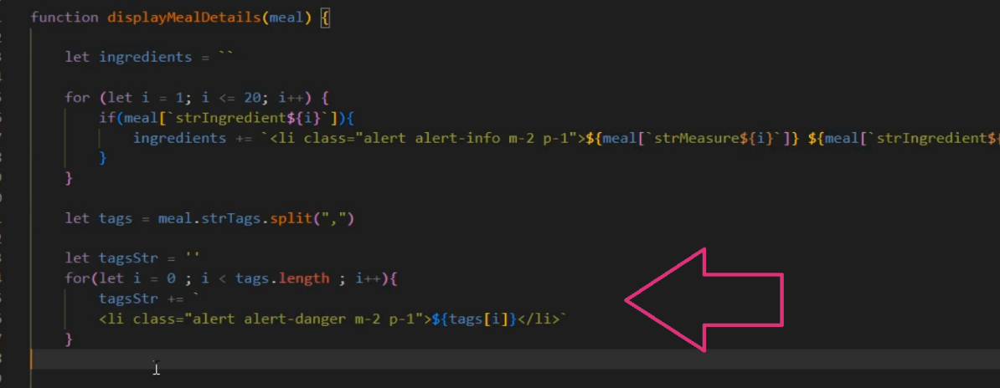 function displayMealDetails(meal) {
let ingredients = ``
for (let i = 1; i <= 20; i++) {
if(meal[`strIngredient${i}`]){
ingredients += `<li class="alert alert-info m-2 p-1">${meal[`strMeasure${i}`]} ${meal[`strIngredient${
}
}
let tags = meal.strTags.split(",")
let tagsStr = ''
for(let i = 0 ; i < tags.length ; i++){
tagsStr += `
<li class="alert alert-danger m-2 p-1">${tags[i]}</li>`
}